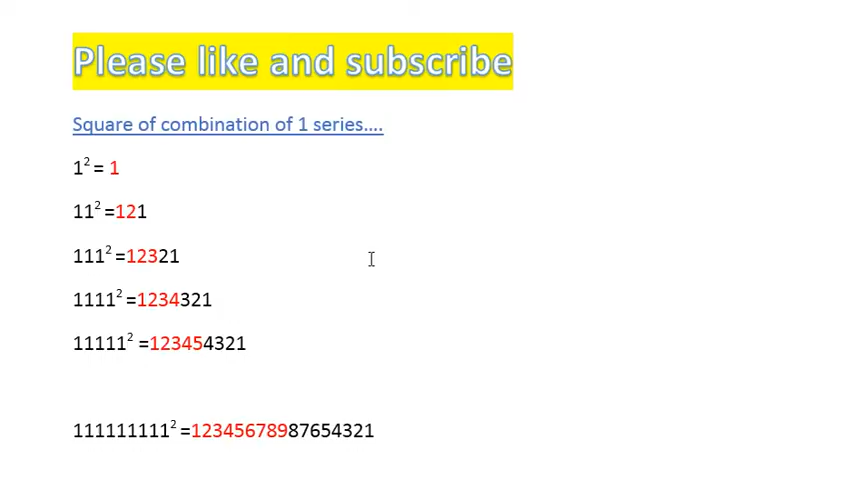 Please like and subscribe
Square of combination of 1 series....
1² = 1
11² =121
111² =12321
1111² =1234321
11111² =123454321
111111111² =12345678987654321